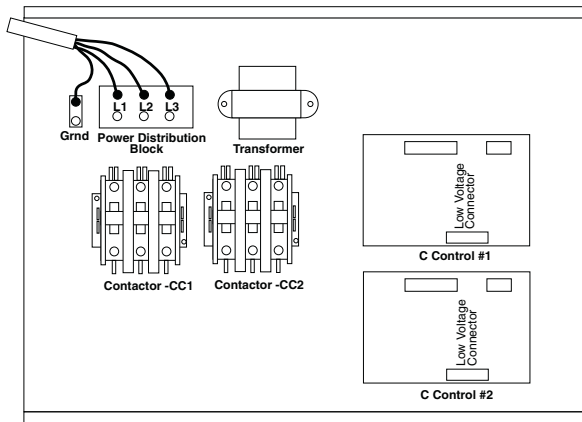 L1 L2 L3
Grnd
Power Distribution
Block
Transformer
Low Voltage
Connector
C Control #1
Contactor -CC1
Contactor -CC2
Low Voltage
Connector
C Control #2